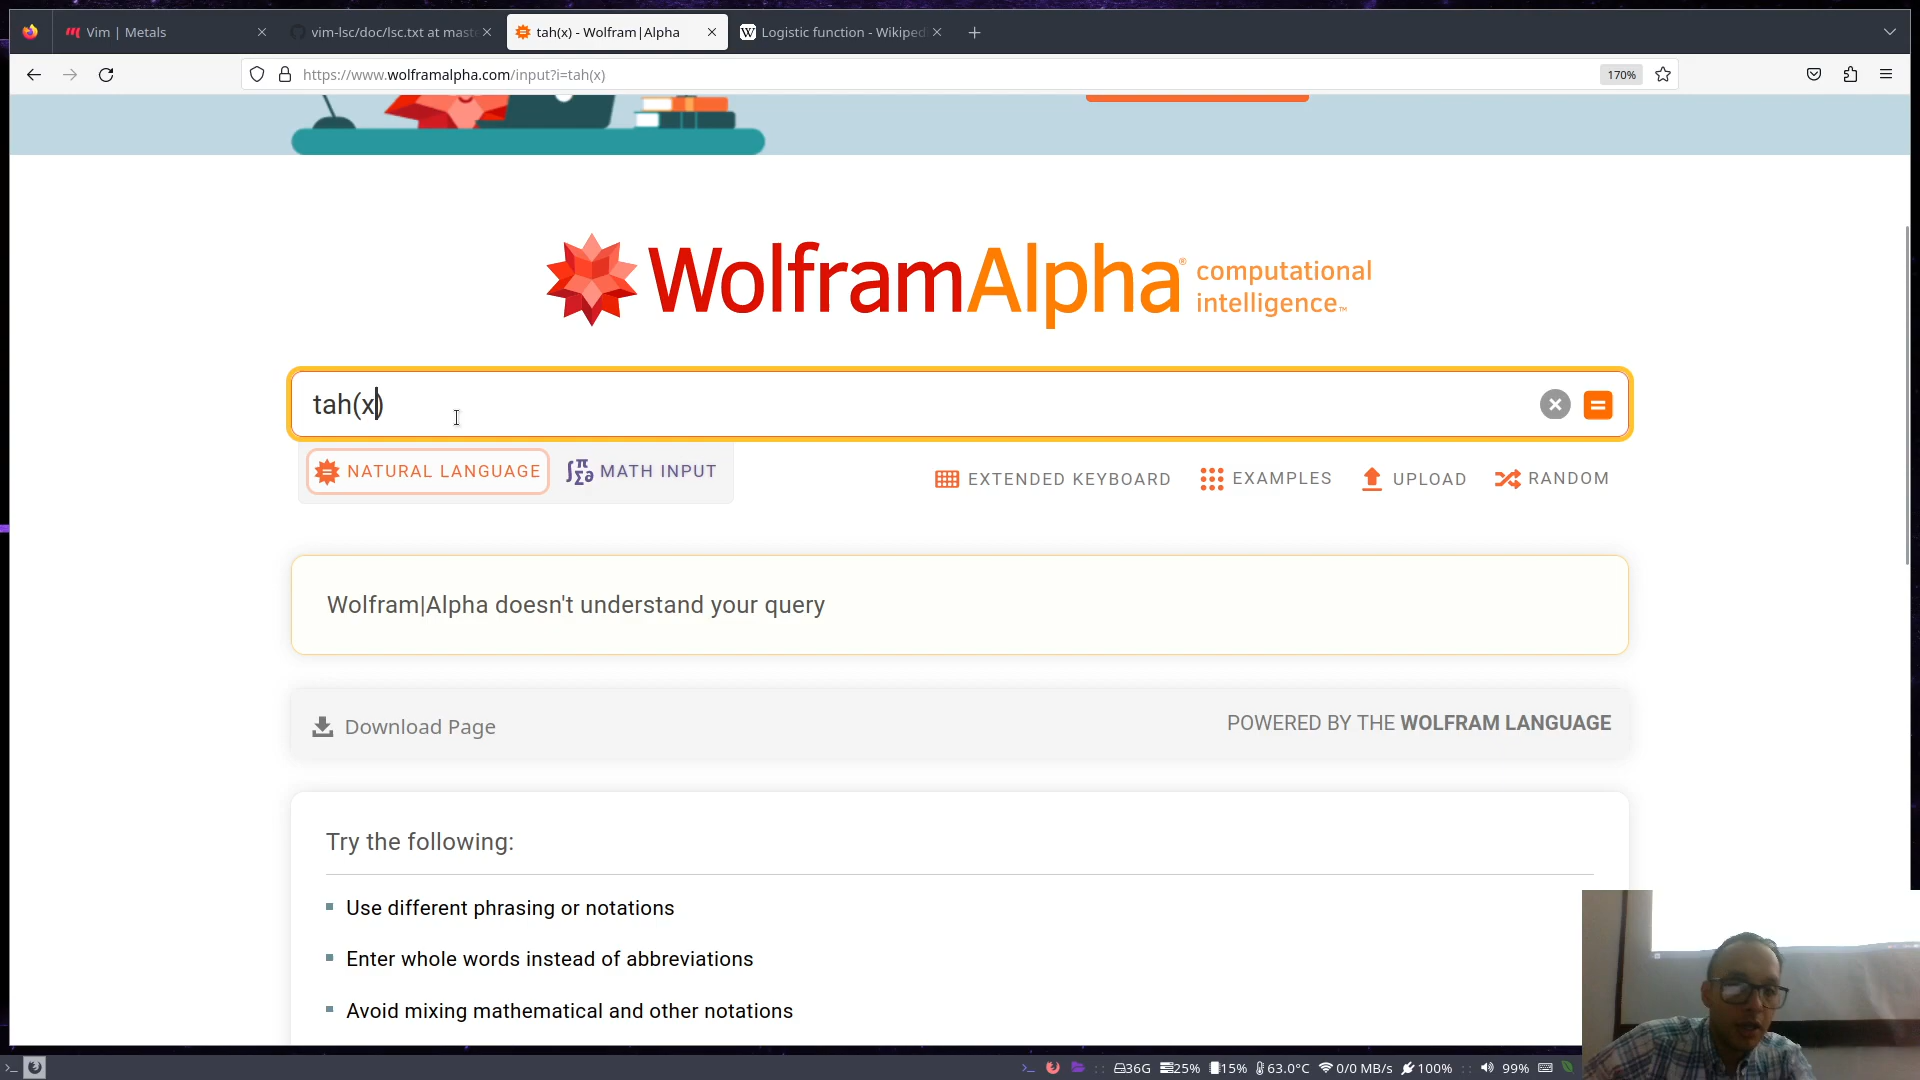 Vim | Metals
vim-lsc/doc/lsc.txt at mast
tah(x) - Wolfram|Alpha
Logistic function - Wikiped
https://www.wolframalpha.com/input?i=tah(x)
170%
WolframAlpha® computational
intelligence™
tah(x)
NATURAL LANGUAGE
MATH INPUT
EXTENDED KEYBOARD
EXAMPLES
UPLOAD
RANDOM
Wolfram|Alpha doesn't understand your query
Download Page
POWERED BY THE WOLFRAM LANGUAGE
Try the following:
Use different phrasing or notations
Enter whole words instead of abbreviations
Avoid mixing mathematical and other notations
36G 25% 15% 63.0°C 0/0 MB/s 100% 99%